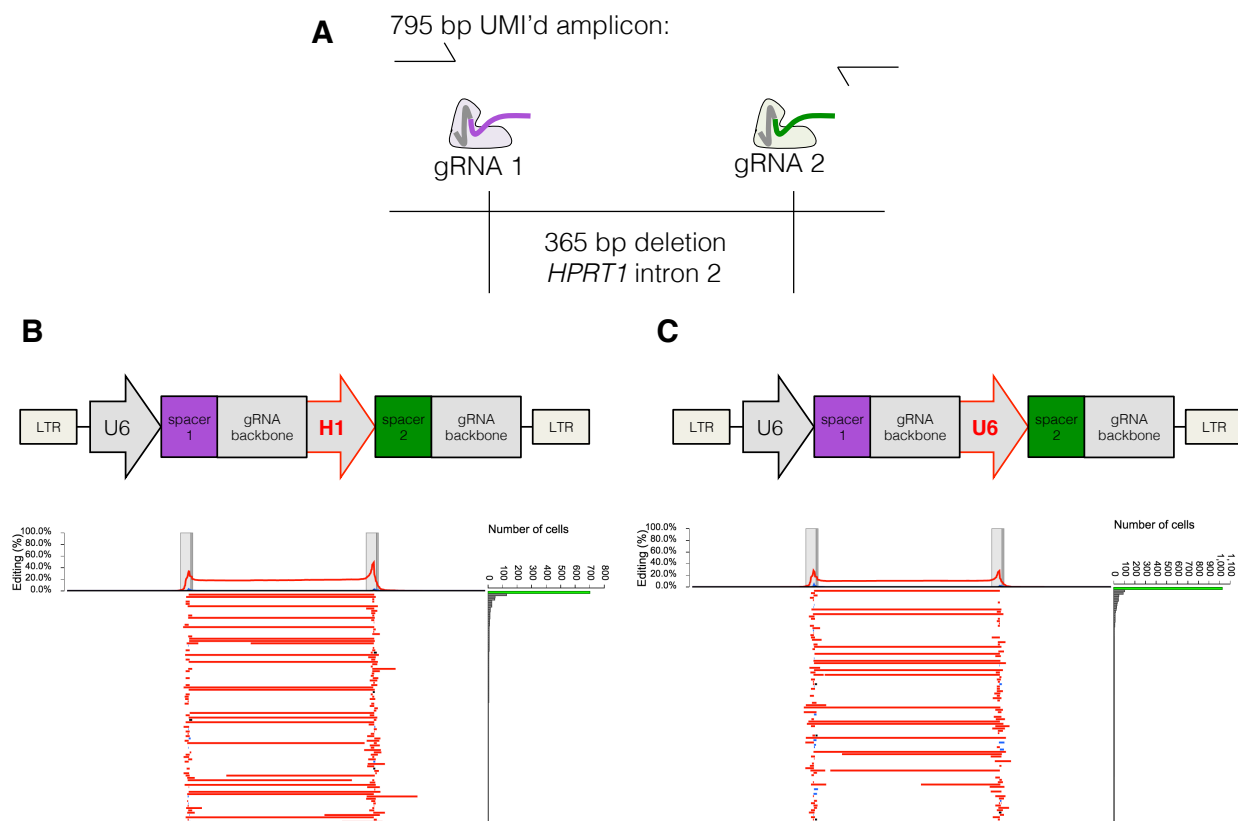 A
795 bp UMI’d amplicon:
gRNA 1
gRNA 2
365 bp deletion
HPRT1 intron 2
B
LTR
U6
spacer
1
gRNA
backbone
H1
spacer
2
gRNA
backbone
LTR
Editing (%)
100.0%
80.0%
60.0%
40.0%
20.0%
0.0%
Number of cells
0
100
200
300
400
500
600
700
800
C
LTR
U6
spacer
1
gRNA
backbone
U6
spacer
2
gRNA
backbone
LTR
Editing (%)
100.0%
80.0%
60.0%
40.0%
20.0%
0.0%
Number of cells
0
100
200
300
400
500
600
700
800
900
1,000
1,100